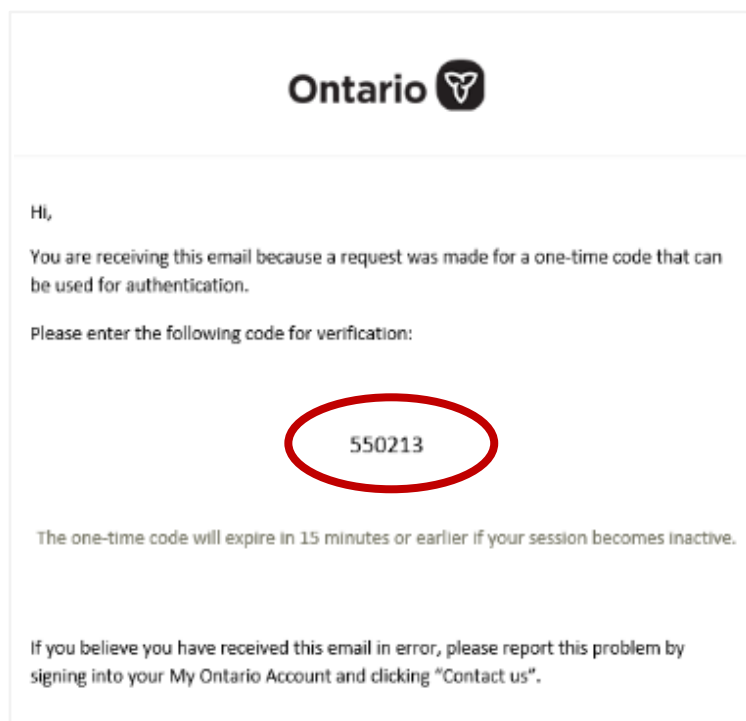 Ontario
Hi,
You are receiving this email because a request was made for a one-time code that can
be used for authentication.
Please enter the following code for verification:
550213
The one-time code will expire in 15 minutes or earlier if your session becomes inactive.
If you believe you have received this email in error, please report this problem by
signing into your My Ontario Account and clicking “Contact us”.